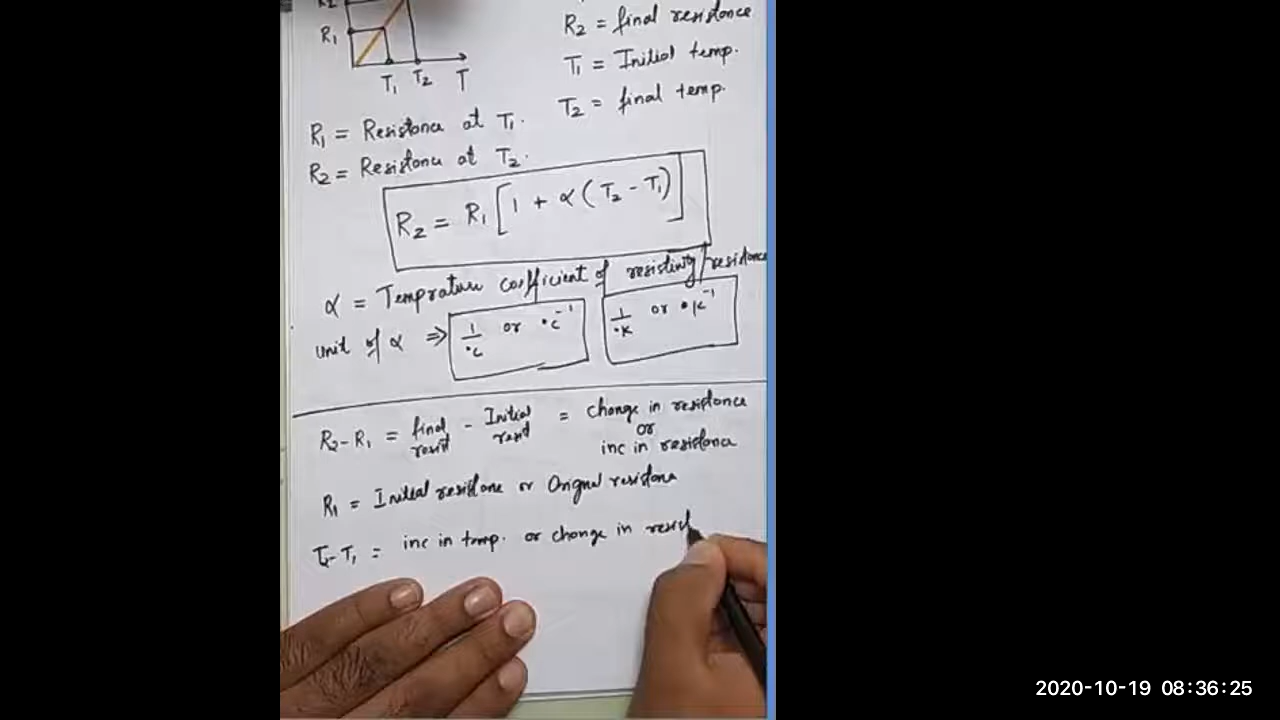 R2 = final resistance
R1
T1 = Initial temp.
T1 T2 T
T2 = final temp.
R1 = Resistance at T1.
R2 = Resistance at T2.
R2 = R1 [1 + α (T2 - T1)]
α = Temprature coefficient of resistivity/resistance
unit of α ⇒ 1/°C or °C⁻¹ 1/°K or °K⁻¹
R2-R1 = final resist - Initial resist = change in resistance
or
inc in resistance
R1 = Initial resistance or Orignal resistance
T2-T1 = inc in temp. or change in resist
2020-10-19 08:36:25